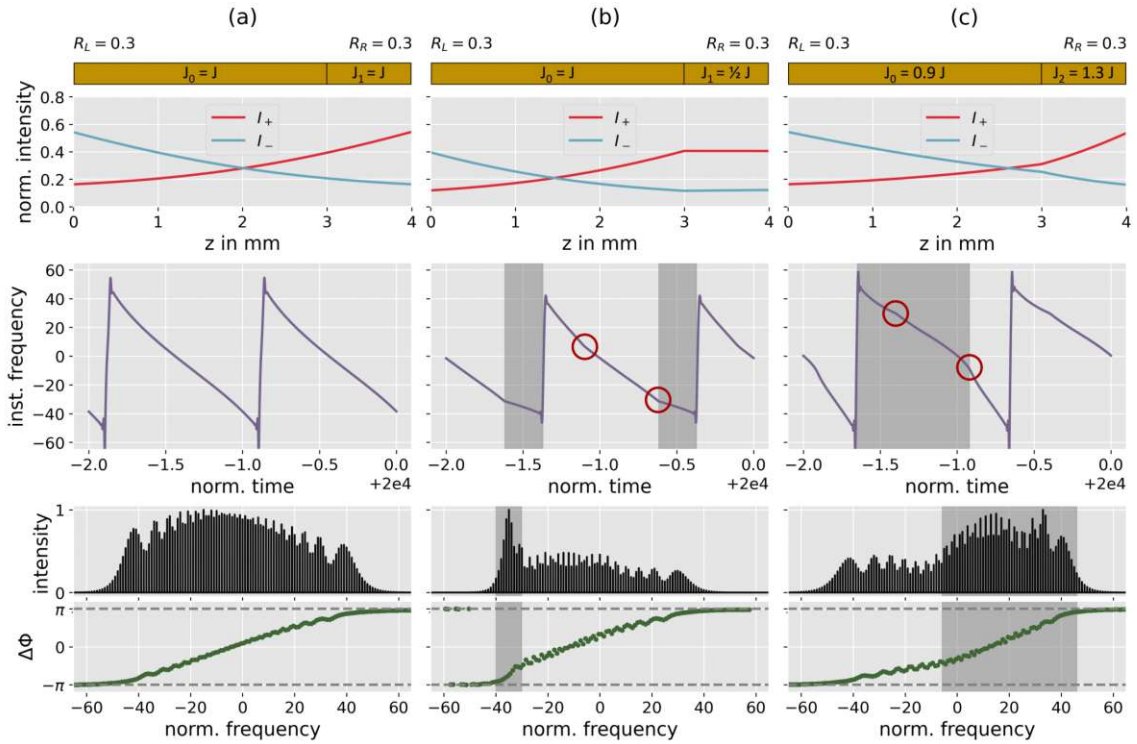 (a) (b) (c)
R_L = 0.3 R_R = 0.3 R_L = 0.3 R_R = 0.3 R_L = 0.3 R_R = 0.3
J_0 = J J_1 = J J_0 = J J_1 = ½ J J_0 = 0.9 J J_2 = 1.3 J
norm. intensity
0.8
0.6
0.4
0.2
0.0
I_+ I_+ I_+
I_- I_- I_-
0 1 2 3 4 0 1 2 3 4 0 1 2 3 4
z in mm z in mm z in mm
inst. frequency
60
40
20
0
−20
−40
−60
−2.0 −1.5 −1.0 −0.5 0.0 −2.0 −1.5 −1.0 −0.5 0.0 −2.0 −1.5 −1.0 −0.5 0.0
norm. time +2e4 norm. time +2e4 norm. time +2e4
intensity
1
0
ΔΦ
π π π
0
−π −π −π
−60 −40 −20 0 20 40 60 −60 −40 −20 0 20 40 60 −60 −40 −20 0 20 40 60
norm. frequency norm. frequency norm. frequency